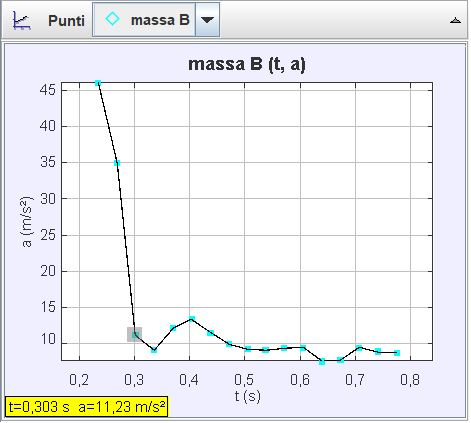 Punti massa B
massa B (t, a)
45
40
35
30
25
20
15
10
a (m/s²)
0,2 0,3 0,4 0,5 0,6 0,7 0,8
t (s)
t=0,303 s a=11,23 m/s²